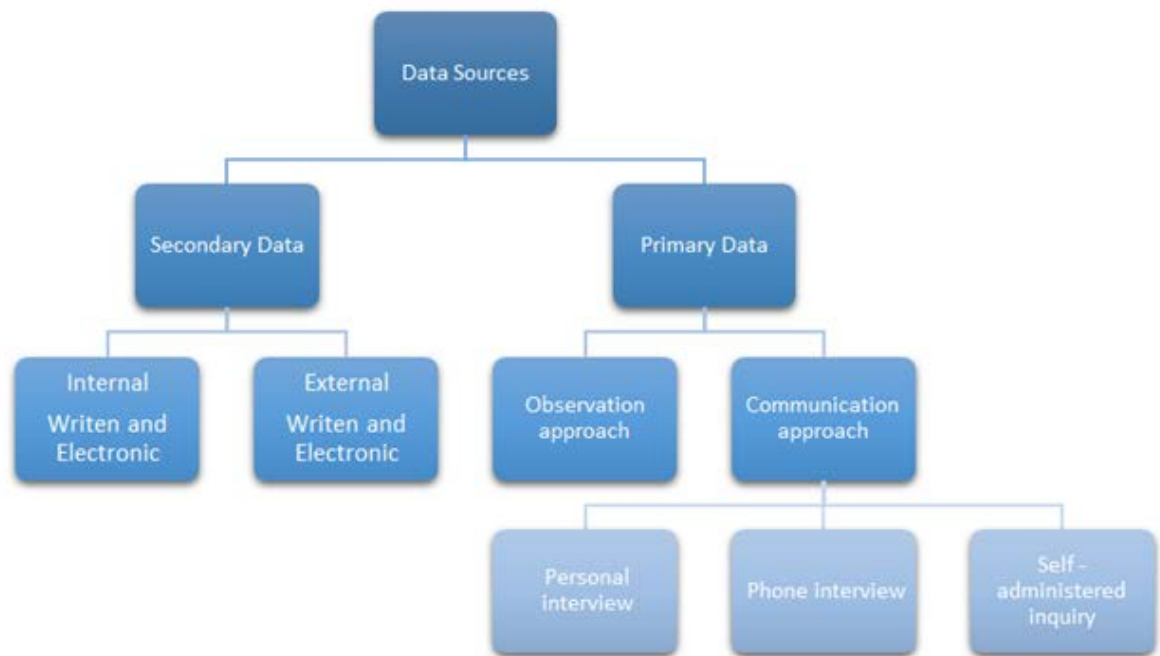 Data Sources
Secondary Data
Primary Data
Internal
Writen and
Electronic
External
Writen and
Electronic
Observation
approach
Communication
approach
Personal
interview
Phone interview
Self -
administered
inquiry